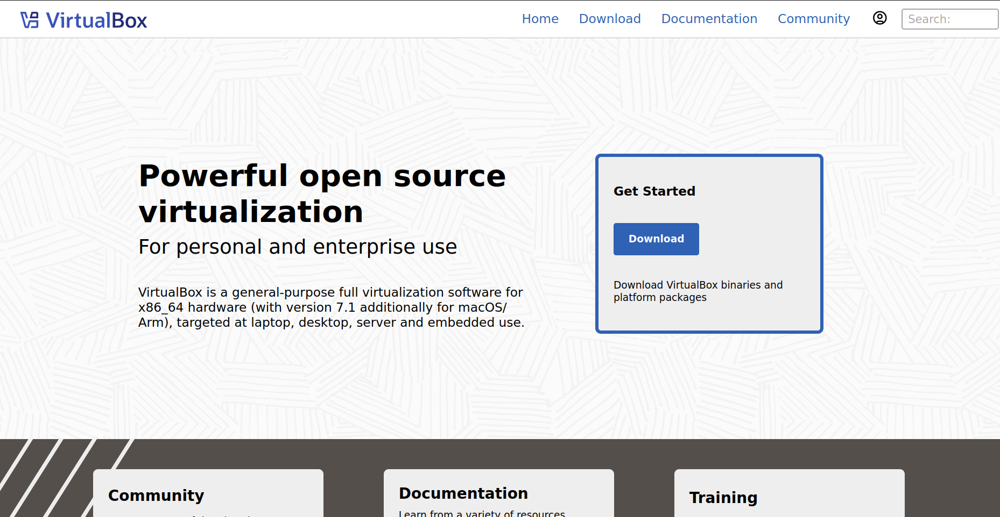 VirtualBox
Home Download Documentation Community Search:
Powerful open source
virtualization
For personal and enterprise use
VirtualBox is a general-purpose full virtualization software for
x86_64 hardware (with version 7.1 additionally for macOS/
Arm), targeted at laptop, desktop, server and embedded use.
Get Started
Download
Download VirtualBox binaries and
platform packages
Community
Documentation
Learn from a variety of resources
Training